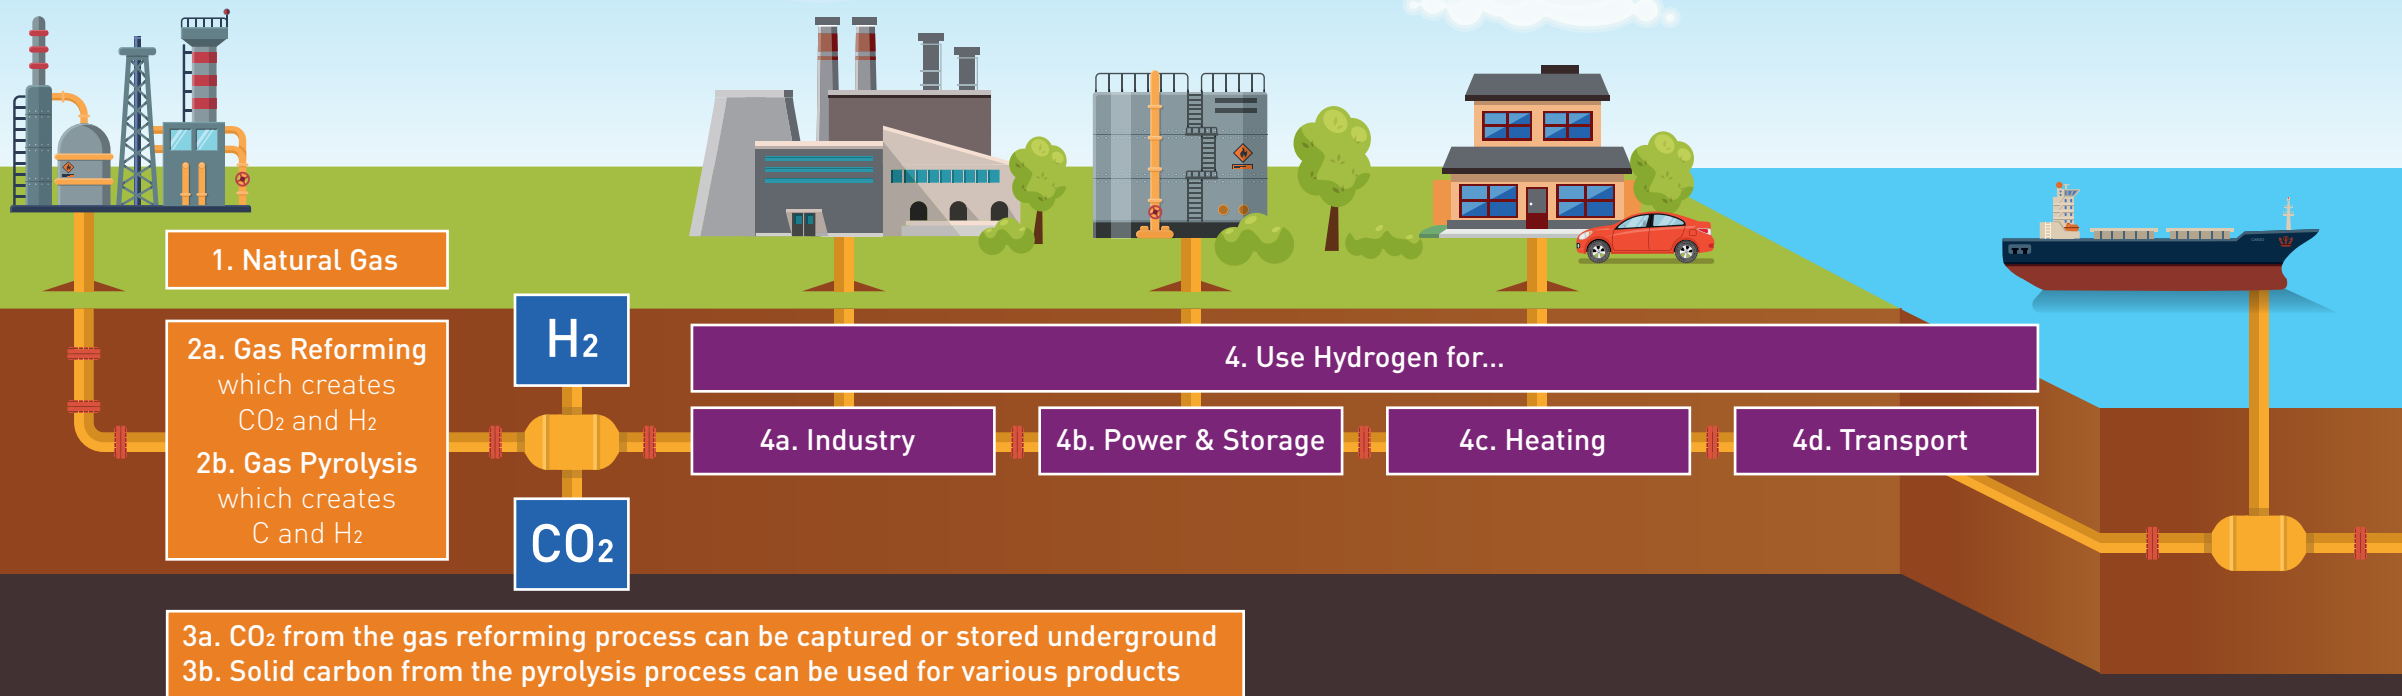 1. Natural Gas
2a. Gas Reforming
which creates
CO₂ and H₂
2b. Gas Pyrolysis
which creates
C and H₂
H₂
CO₂
4. Use Hydrogen for...
4a. Industry
4b. Power & Storage
4c. Heating
4d. Transport
3a. CO₂ from the gas reforming process can be captured or stored underground
3b. Solid carbon from the pyrolysis process can be used for various products